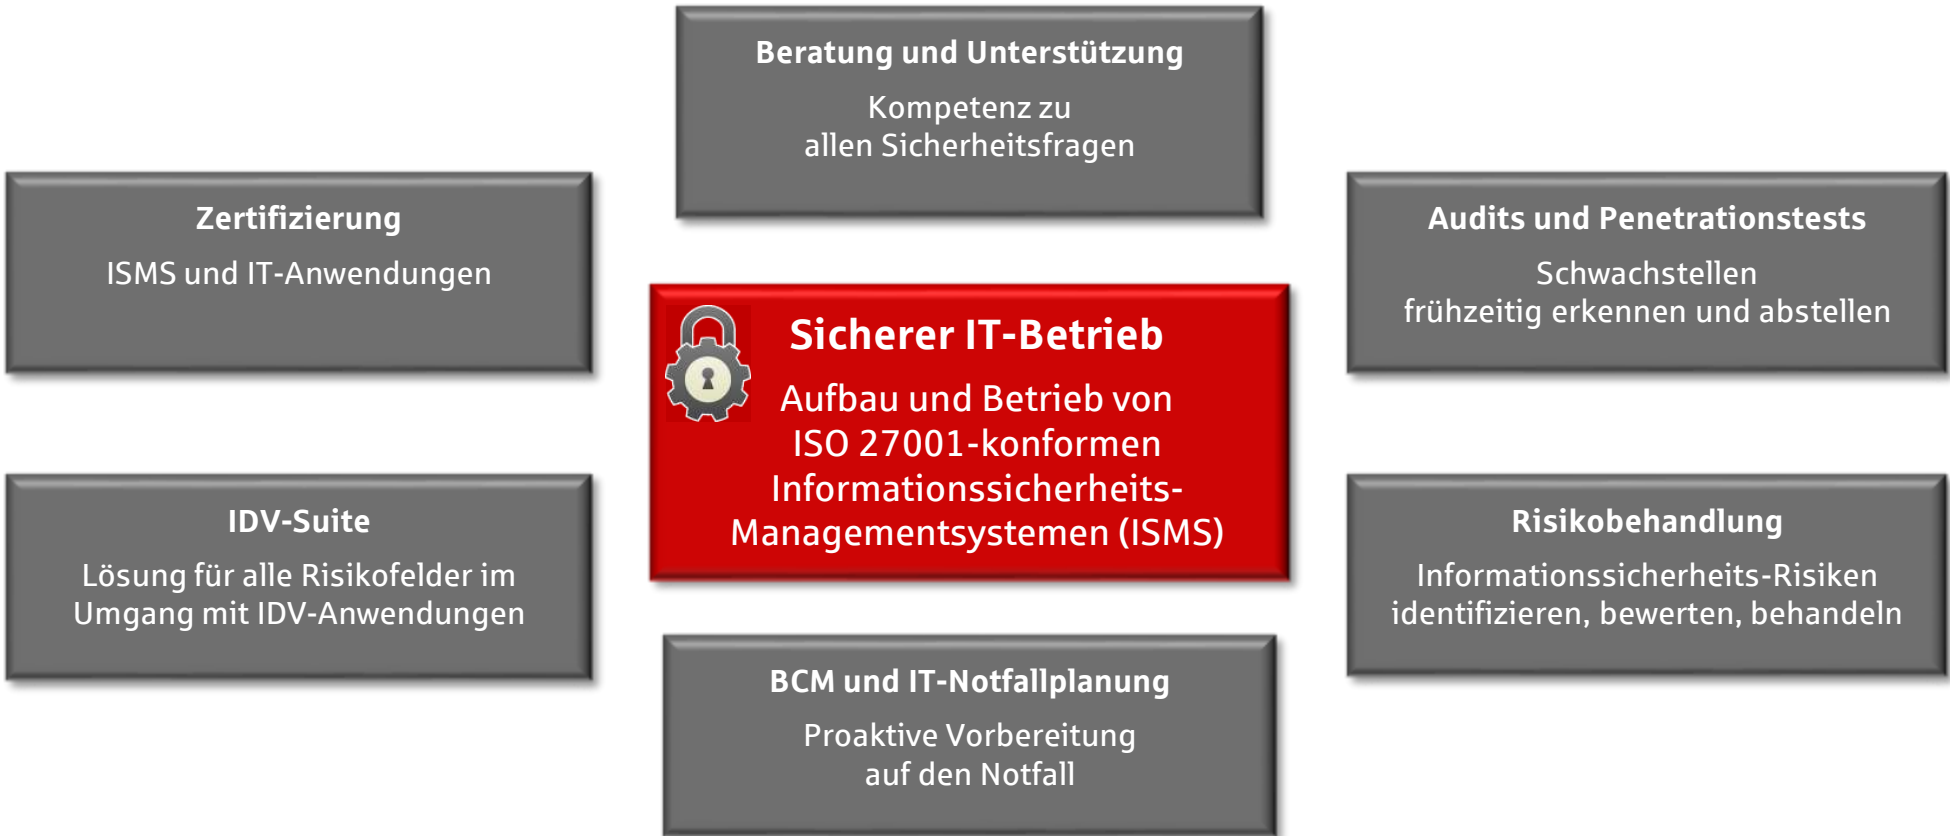 Beratung und Unterstützung
Kompetenz zu
allen Sicherheitsfragen
Zertifizierung
ISMS und IT-Anwendungen
Audits und Penetrationstests
Schwachstellen
frühzeitig erkennen und abstellen
Sicherer IT-Betrieb
Aufbau und Betrieb von
ISO 27001-konformen
Informationssicherheits-
Managementsystemen (ISMS)
IDV-Suite
Lösung für alle Risikofelder im
Umgang mit IDV-Anwendungen
Risikobehandlung
Informationssicherheits-Risiken
identifizieren, bewerten, behandeln
BCM und IT-Notfallplanung
Proaktive Vorbereitung
auf den Notfall